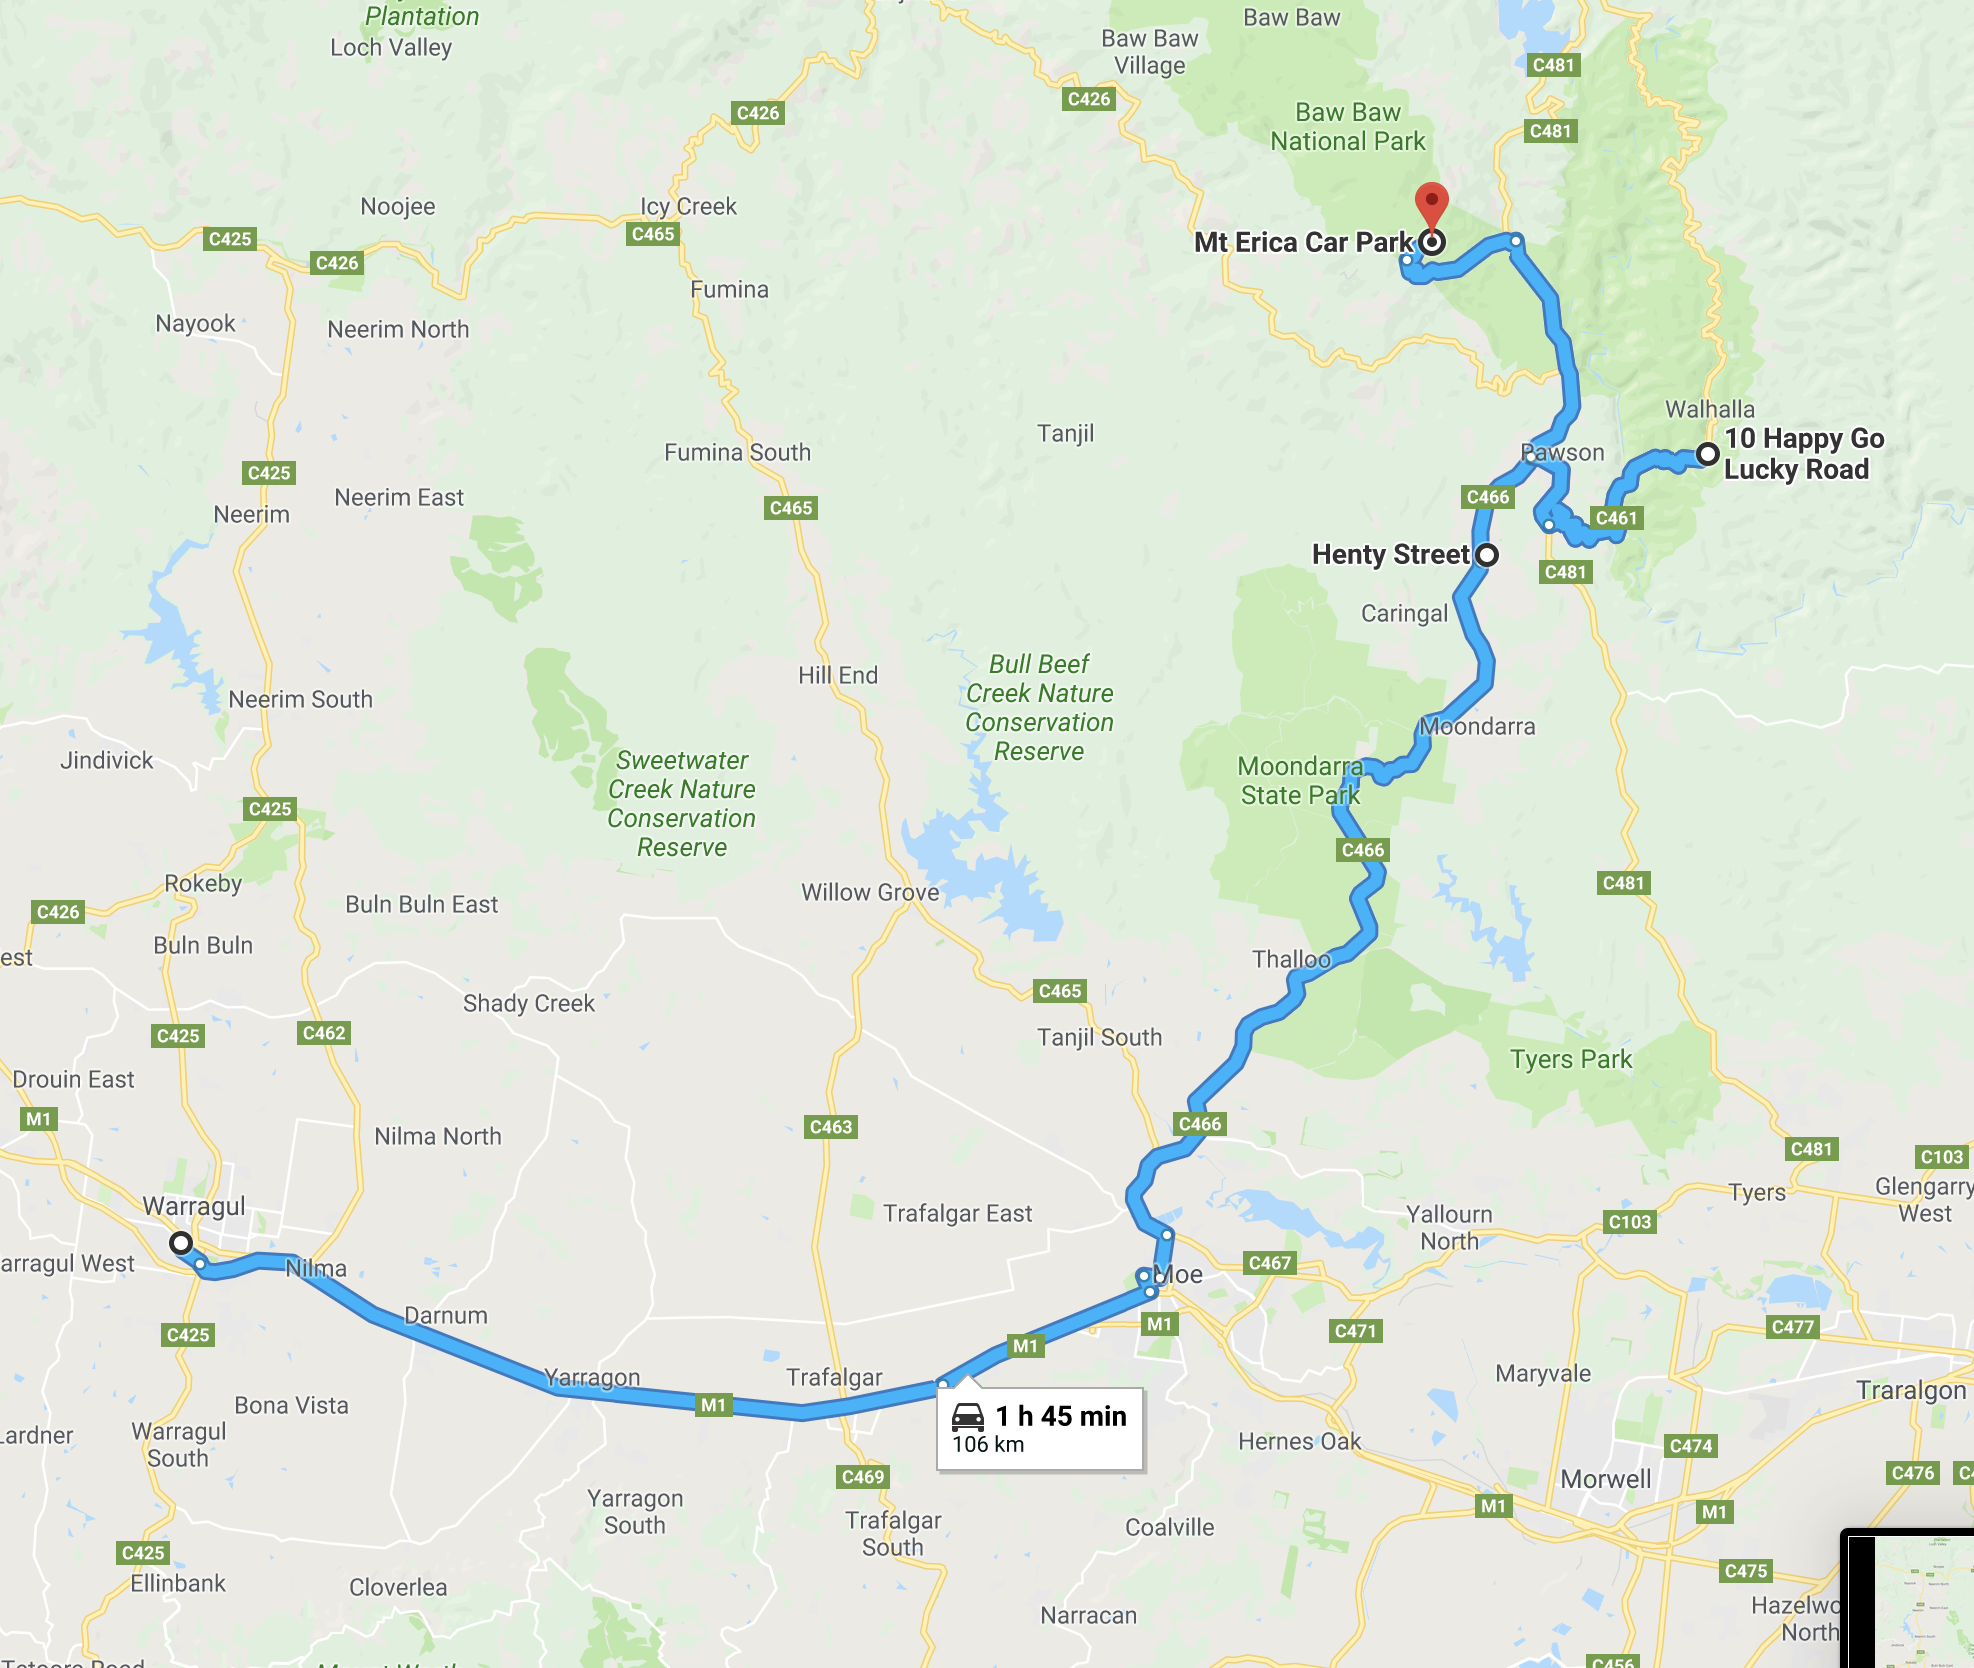 Plantation
Loch Valley
Baw Baw
Baw Baw
Village
C481
C426
C426
Baw Baw
National Park
C481
Noojee
Icy Creek
C465
C425
C426
Mt Erica Car Park
Fumina
Nayook
Neerim North
Walhalla
10 Happy Go
Lucky Road
Tanjil
Fumina South
Rawson
C425
Neerim East
C466
C465
Neerim
C461
Henty Street
C481
Caringal
Bull Beef
Creek Nature
Conservation
Reserve
Hill End
Neerim South
Moondarra
Jindivick
Sweetwater
Creek Nature
Conservation
Reserve
Moondarra
State Park
C425
C466
Rokeby
Willow Grove
C481
Buln Buln East
C426
Buln Buln
est
Thalloo
C465
Shady Creek
C425
C462
Tanjil South
Tyers Park
Drouin East
M1
C463
C466
Nilma North
C481
C103
Tyers
Glengarry
West
Warragul
Trafalgar East
Yallourn
North
C103
arragul West
Nilma
C467
Moe
Darnum
C425
M1
C471
C477
M1
Yarragon
Trafalgar
Maryvale
Traralgon
M1
Bona Vista
1 h 45 min
106 km
Lardner
Warragul
South
Hernes Oak
C474
C469
Morwell
C476
C4
Yarragon
South
M1
M1
Trafalgar
South
Coalville
C425
C475
Ellinbank
Cloverlea
Narracan
Hazelwo
North
C456